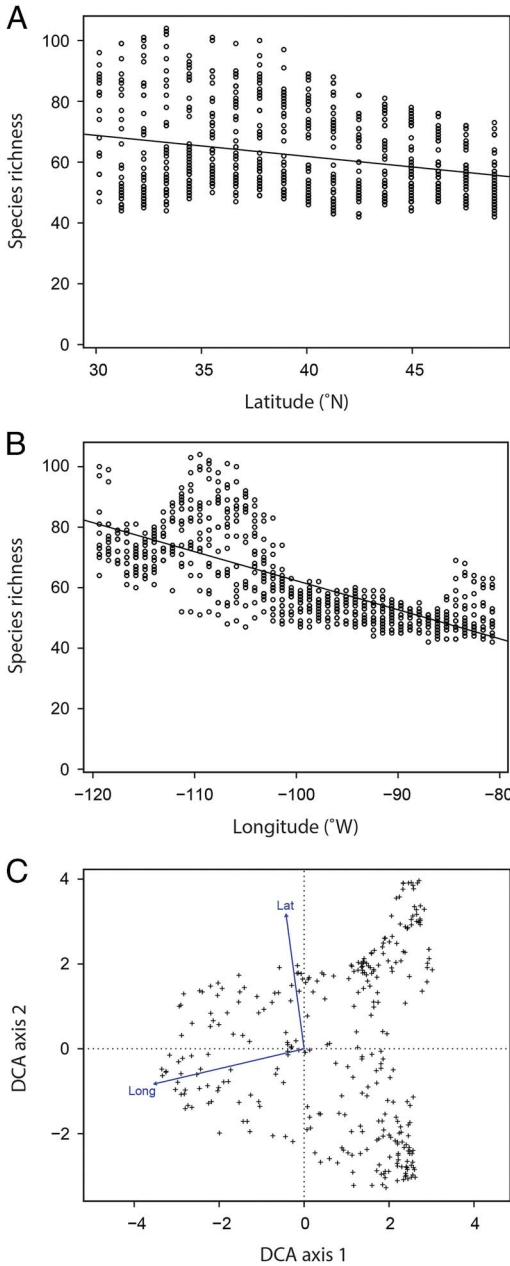 A
100
80
60
40
20
0
Species richness
30 35 40 45
Latitude (˚N)
B
100
80
60
40
20
0
Species richness
−120 −110 −100 −90 −80
Longitude (˚W)
C
4
2
0
−2
DCA axis 2
Lat
Long
−4 −2 0 2 4
DCA axis 1